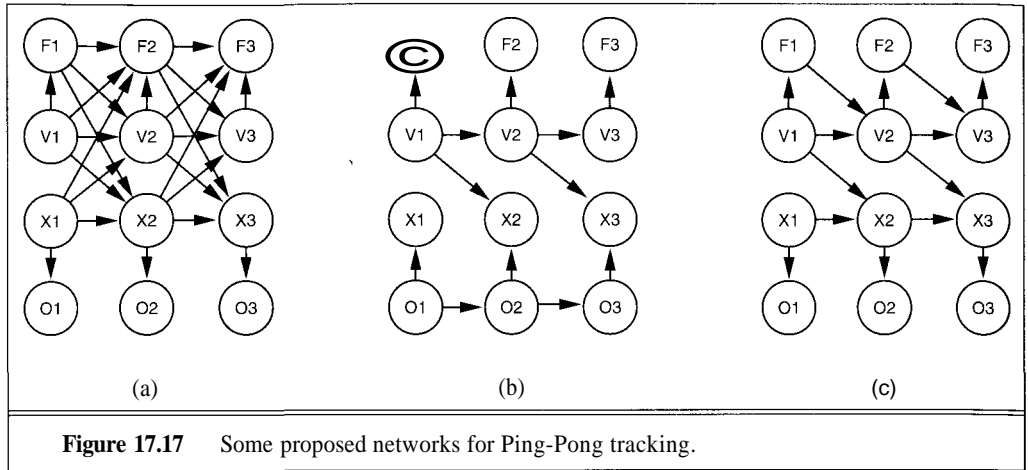 F1 F2 F3 © F2 F3 F1 F2 F3
V1 V2 V3 V1 V2 V3 V1 V2 V3
X1 X2 X3 X1 X2 X3 X1 X2 X3
O1 O2 O3 O1 O2 O3 O1 O2 O3
(a) (b) (c)
Figure 17.17 Some proposed networks for Ping-Pong tracking.